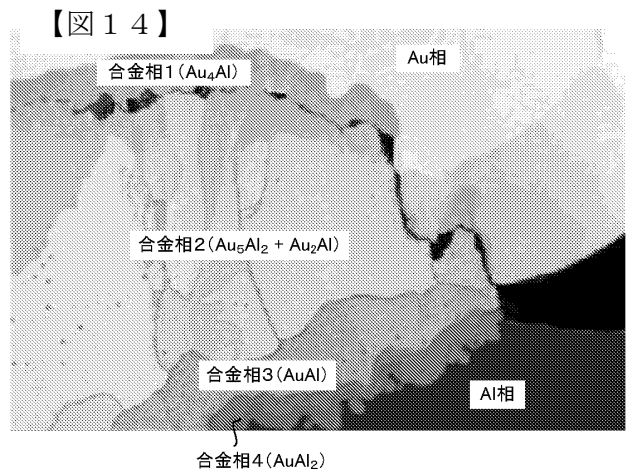 【図１４】
合金相1(Au₄Al)
Au相
合金相2(Au₅Al₂ + Au₂Al)
合金相3(AuAl)
Al相
合金相4(AuAl₂)